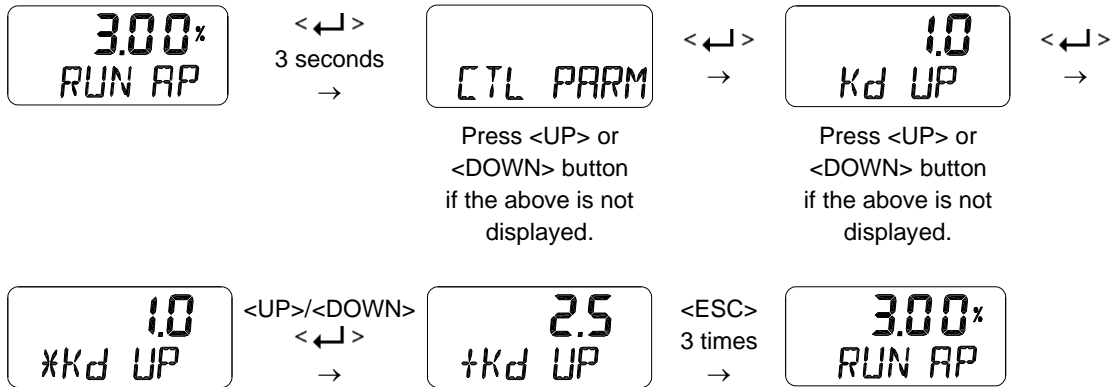 3.00%
RUN AP
< ↵ >
3 seconds
→
CTL PARM
Press <UP> or
<DOWN> button
if the above is not
displayed.
< ↵ >
→
1.0
Kd UP
Press <UP> or
<DOWN> button
if the above is not
displayed.
< ↵ >
→
1.0
*Kd UP
<UP>/<DOWN>
< ↵ >
→
2.5
+Kd UP
<ESC>
3 times
→
3.00%
RUN AP